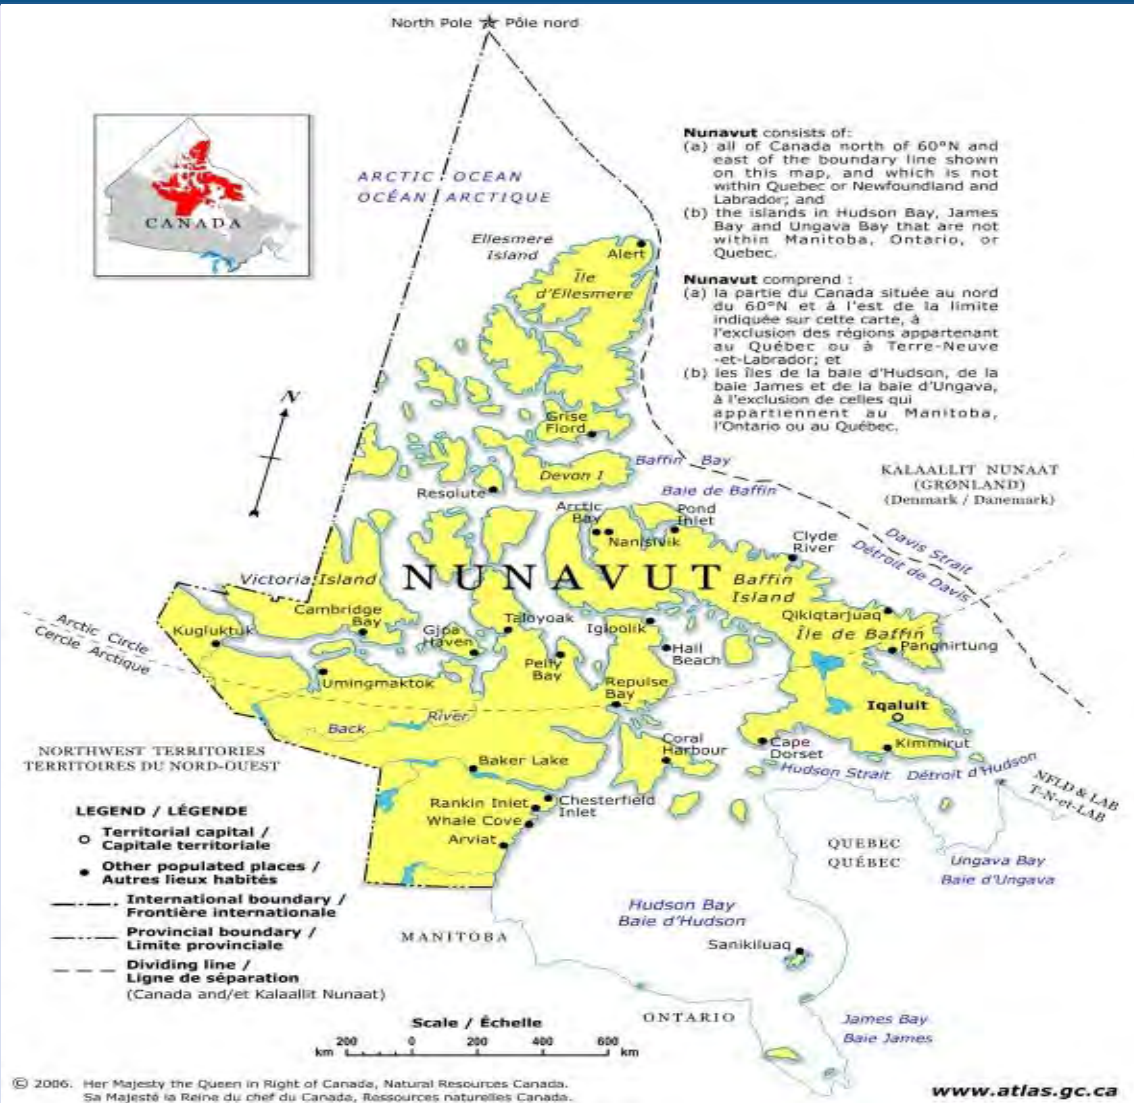 North Pole Pôle nord
CANADA
ARCTIC OCEAN
OCÉAN ARCTIQUE
Nunavut consists of:
(a) all of Canada north of 60°N and
east of the boundary line shown
on this map, and which is not
within Quebec or Newfoundland and
Labrador; and
(b) the islands in Hudson Bay, James
Bay and Ungava Bay that are not
within Manitoba, Ontario, or
Quebec.
Nunavut comprend :
(a) la partie du Canada située au nord
du 60°N et à l'est de la limite
indiquée sur cette carte, à
l'exclusion des régions appartenant
au Québec ou à Terre-Neuve
-et-Labrador; et
(b) les îles de la baie d'Hudson, de la
baie James et de la baie d'Ungava,
à l'exclusion de celles qui
appartiennent au Manitoba,
l'Ontario ou au Québec.
Ellesmere
Island
Alert
Île
d'Ellesmere
N
Grise
Fiord
Baffin Bay
Baie de Baffin
KALAALLIT NUNAAT
(GRØNLAND)
(Denmark / Danemark)
Devon I
Resolute
Arctic
Bay
Nanisivik
Pond
Inlet
Clyde
River
Davis Strait
Détroit de Davis
NUNAVUT
Victoria Island
Baffin
Island
Cambridge
Bay
Kugluktuk
Arctic Circle
Cercle Arctique
Gjoa
Haven
Taloyoak
Igloolik
Qikiqtarjuaq
Île de Baffin
Pangnirtung
Hall
Beach
Pelly
Bay
Umingmaktok
Repulse
Bay
Iqaluit
Back River
NORTHWEST TERRITORIES
TERRITOIRES DU NORD-OUEST
Baker Lake
Coral
Harbour
Cape
Dorset
Kimmirut
Hudson Strait Détroit d'Hudson
NFLD & LAB
T-N-et-LAB
Rankin Inlet
Chesterfield
Inlet
Whale Cove
Arviat
QUEBEC
QUÉBEC
Ungava Bay
Baie d'Ungava
Hudson Bay
Baie d'Hudson
MANITOBA
Sanikiluaq
ONTARIO
James Bay
Baie James
LEGEND / LÉGENDE
Territorial capital /
Capitale territoriale
Other populated places /
Autres lieux habités
International boundary /
Frontière internationale
Provincial boundary /
Limite provinciale
Dividing line /
Ligne de séparation
(Canada and/et Kalaallit Nunaat)
Scale / Échelle
200 0 200 400 600
km km
© 2006. Her Majesty the Queen in Right of Canada, Natural Resources Canada.
Sa Majesté la Reine du chef du Canada, Ressources naturelles Canada.
www.atlas.gc.ca